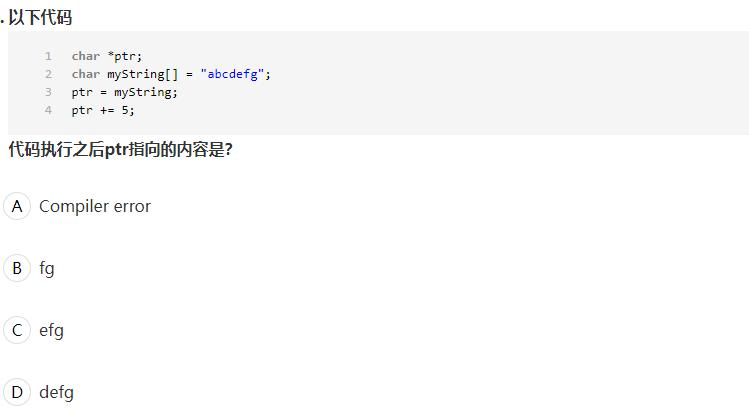 . 以下代码
1 char *ptr;
2 char myString[] = "abcdefg";
3 ptr = myString;
4 ptr += 5;
代码执行之后ptr指向的内容是?
A Compiler error
B fg
C efg
D defg